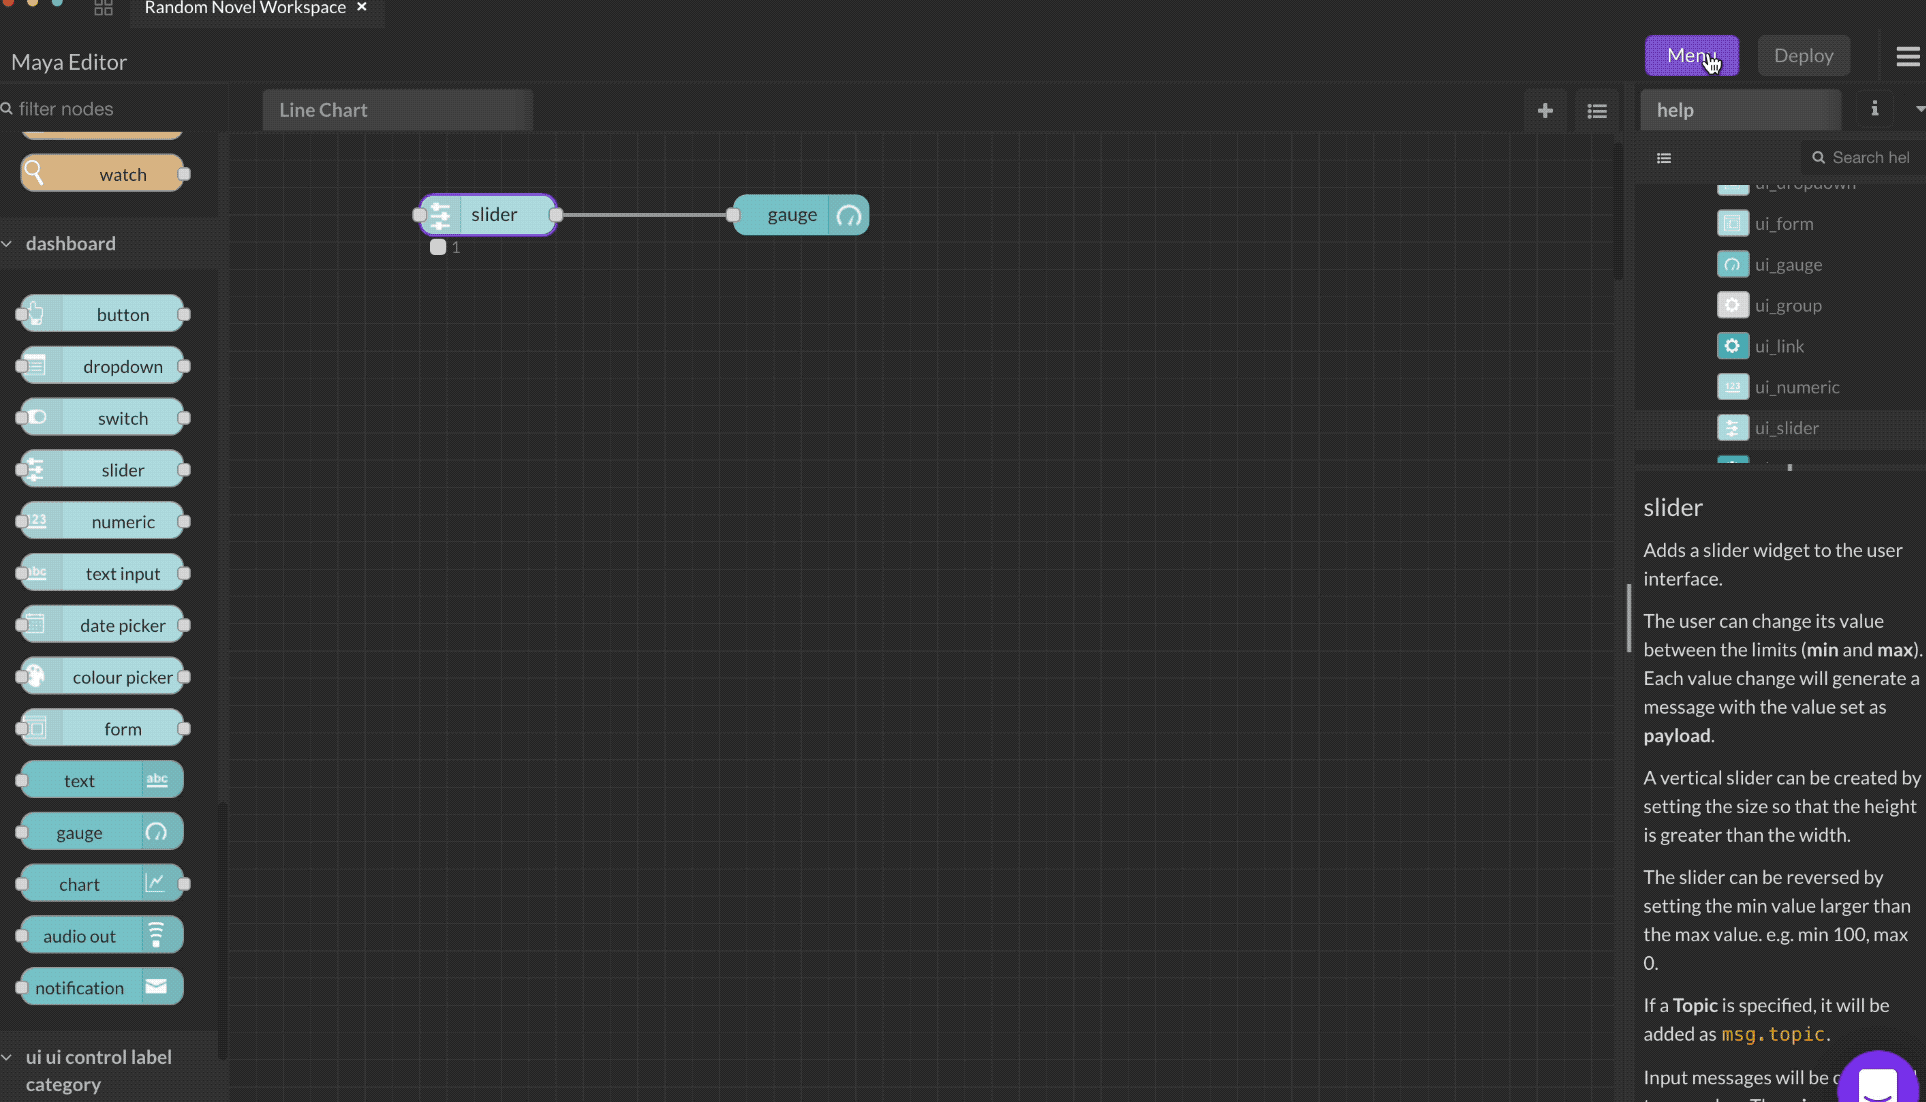 Random Novel Workspace
Maya Editor
Menu
Deploy
filter nodes
Line Chart
help
Search hel
watch
dashboard
button
dropdown
switch
slider
numeric
text input
date picker
colour picker
form
text
gauge
chart
audio out
notification
ui ui control label
category
slider
1
gauge
ui_dropdown
ui_form
ui_gauge
ui_group
ui_link
ui_numeric
ui_slider
slider
Adds a slider widget to the user
interface.
The user can change its value
between the limits (min and max).
Each value change will generate a
message with the value set as
payload.
A vertical slider can be created by
setting the size so that the height
is greater than the width.
The slider can be reversed by
setting the min value larger than
the max value. e.g. min 100, max
0.
If a Topic is specified, it will be
added as msg.topic.
Input messages will be